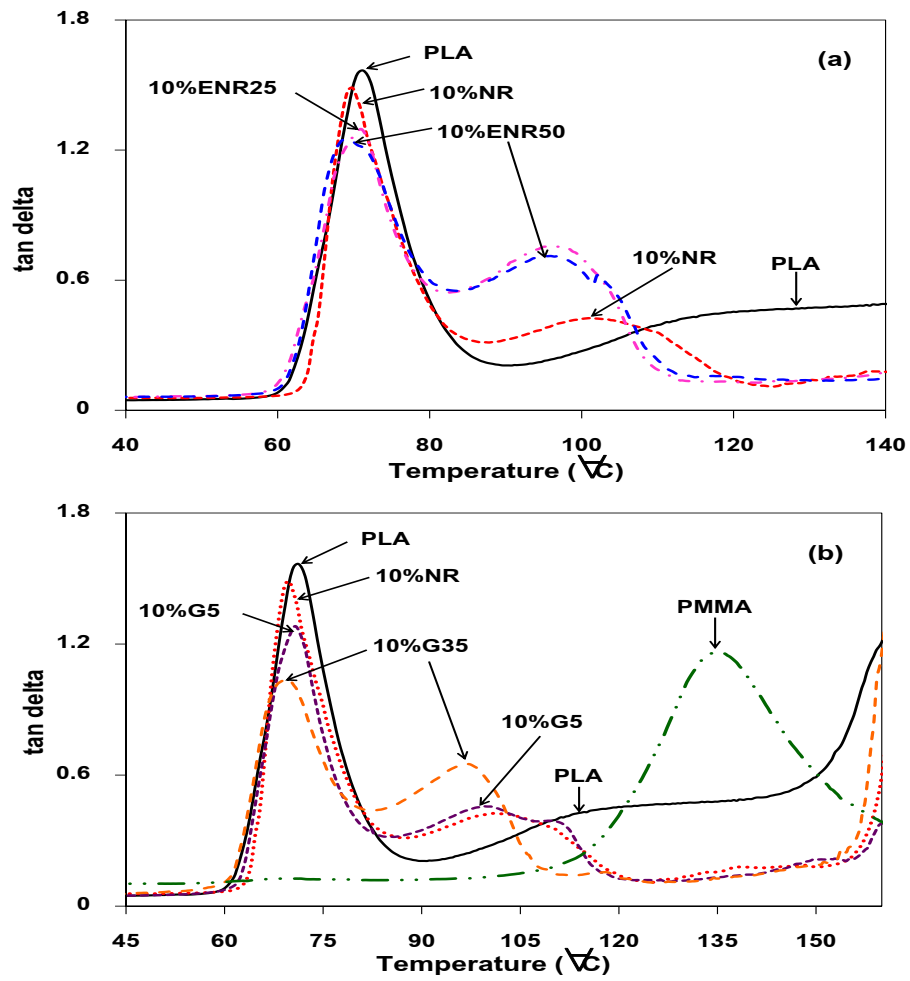 1.8
(a)
PLA
10%ENR25
10%NR
10%ENR50
1.2
tan delta
0.6
10%NR
PLA
0
40
60
80
100
120
140
Temperature (∀C)
1.8
(b)
PLA
10%NR
10%G5
PMMA
10%G35
1.2
tan delta
10%G5
0.6
PLA
0
45
60
75
90
105
120
135
150
Temperature (∀C)